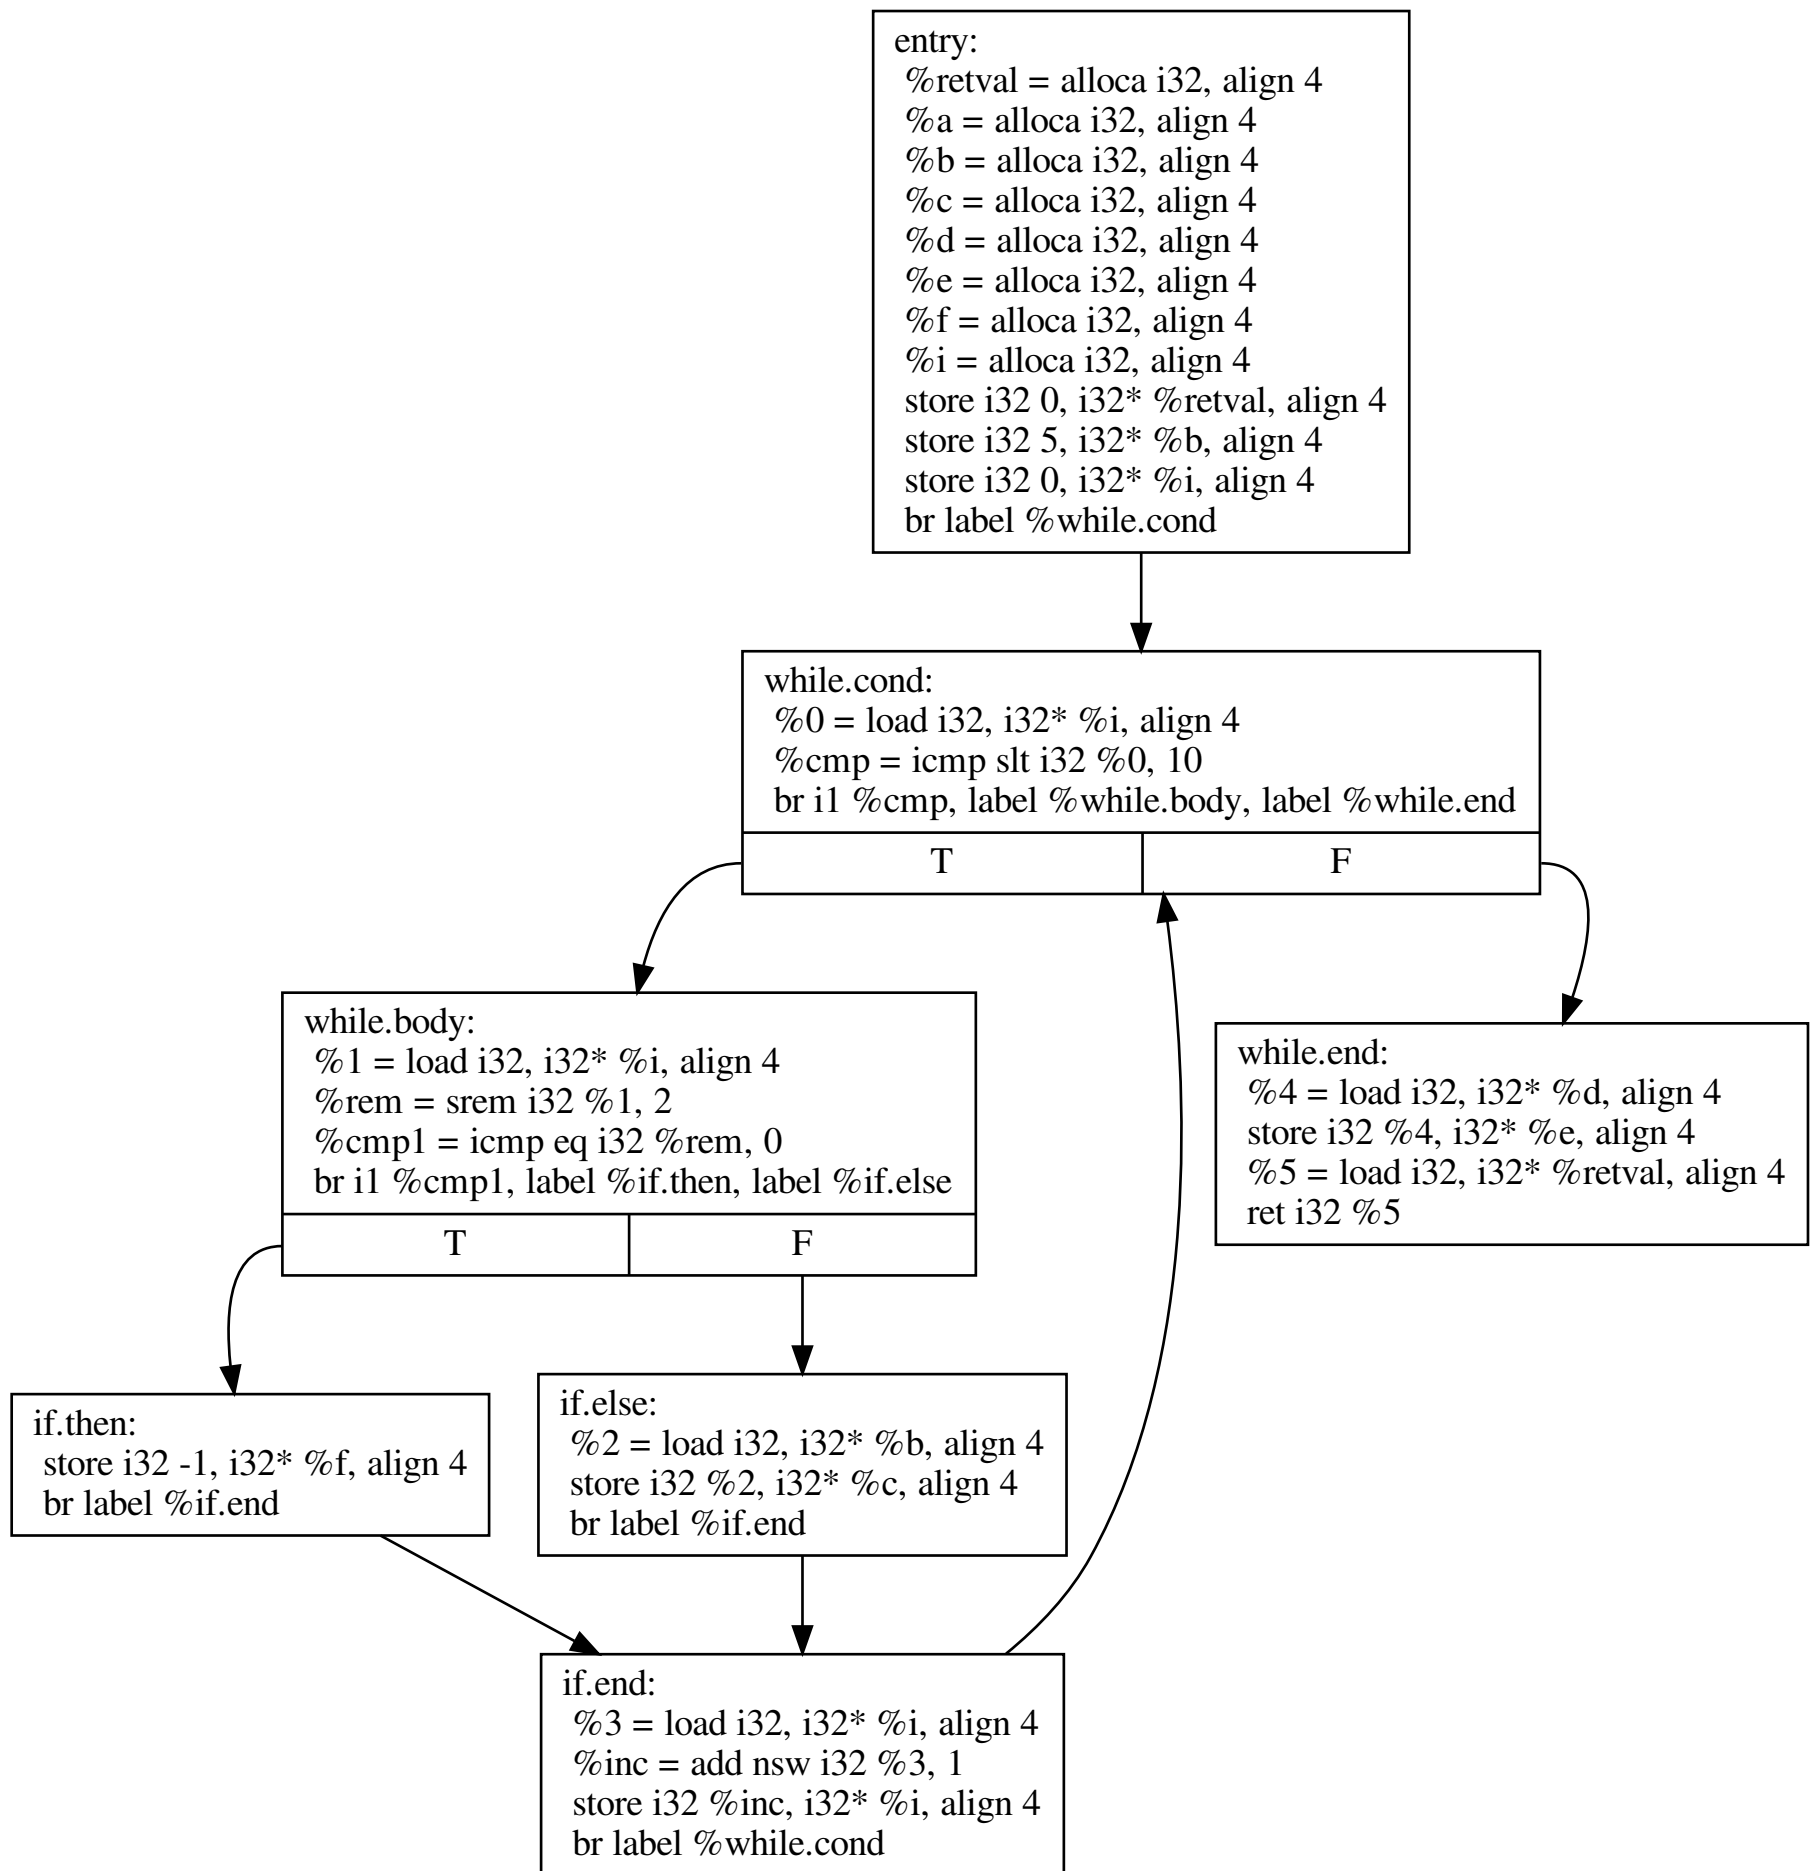 entry:
%retval = alloca i32, align 4
%a = alloca i32, align 4
%b = alloca i32, align 4
%c = alloca i32, align 4
%d = alloca i32, align 4
%e = alloca i32, align 4
%f = alloca i32, align 4
%i = alloca i32, align 4
store i32 0, i32* %retval, align 4
store i32 5, i32* %b, align 4
store i32 0, i32* %i, align 4
br label %while.cond
while.cond:
%0 = load i32, i32* %i, align 4
%cmp = icmp slt i32 %0, 10
br i1 %cmp, label %while.body, label %while.end
T
F
while.body:
%1 = load i32, i32* %i, align 4
%rem = srem i32 %1, 2
%cmp1 = icmp eq i32 %rem, 0
br i1 %cmp1, label %if.then, label %if.else
T
F
while.end:
%4 = load i32, i32* %d, align 4
store i32 %4, i32* %e, align 4
%5 = load i32, i32* %retval, align 4
ret i32 %5
if.then:
store i32 -1, i32* %f, align 4
br label %if.end
if.else:
%2 = load i32, i32* %b, align 4
store i32 %2, i32* %c, align 4
br label %if.end
if.end:
%3 = load i32, i32* %i, align 4
%inc = add nsw i32 %3, 1
store i32 %inc, i32* %i, align 4
br label %while.cond